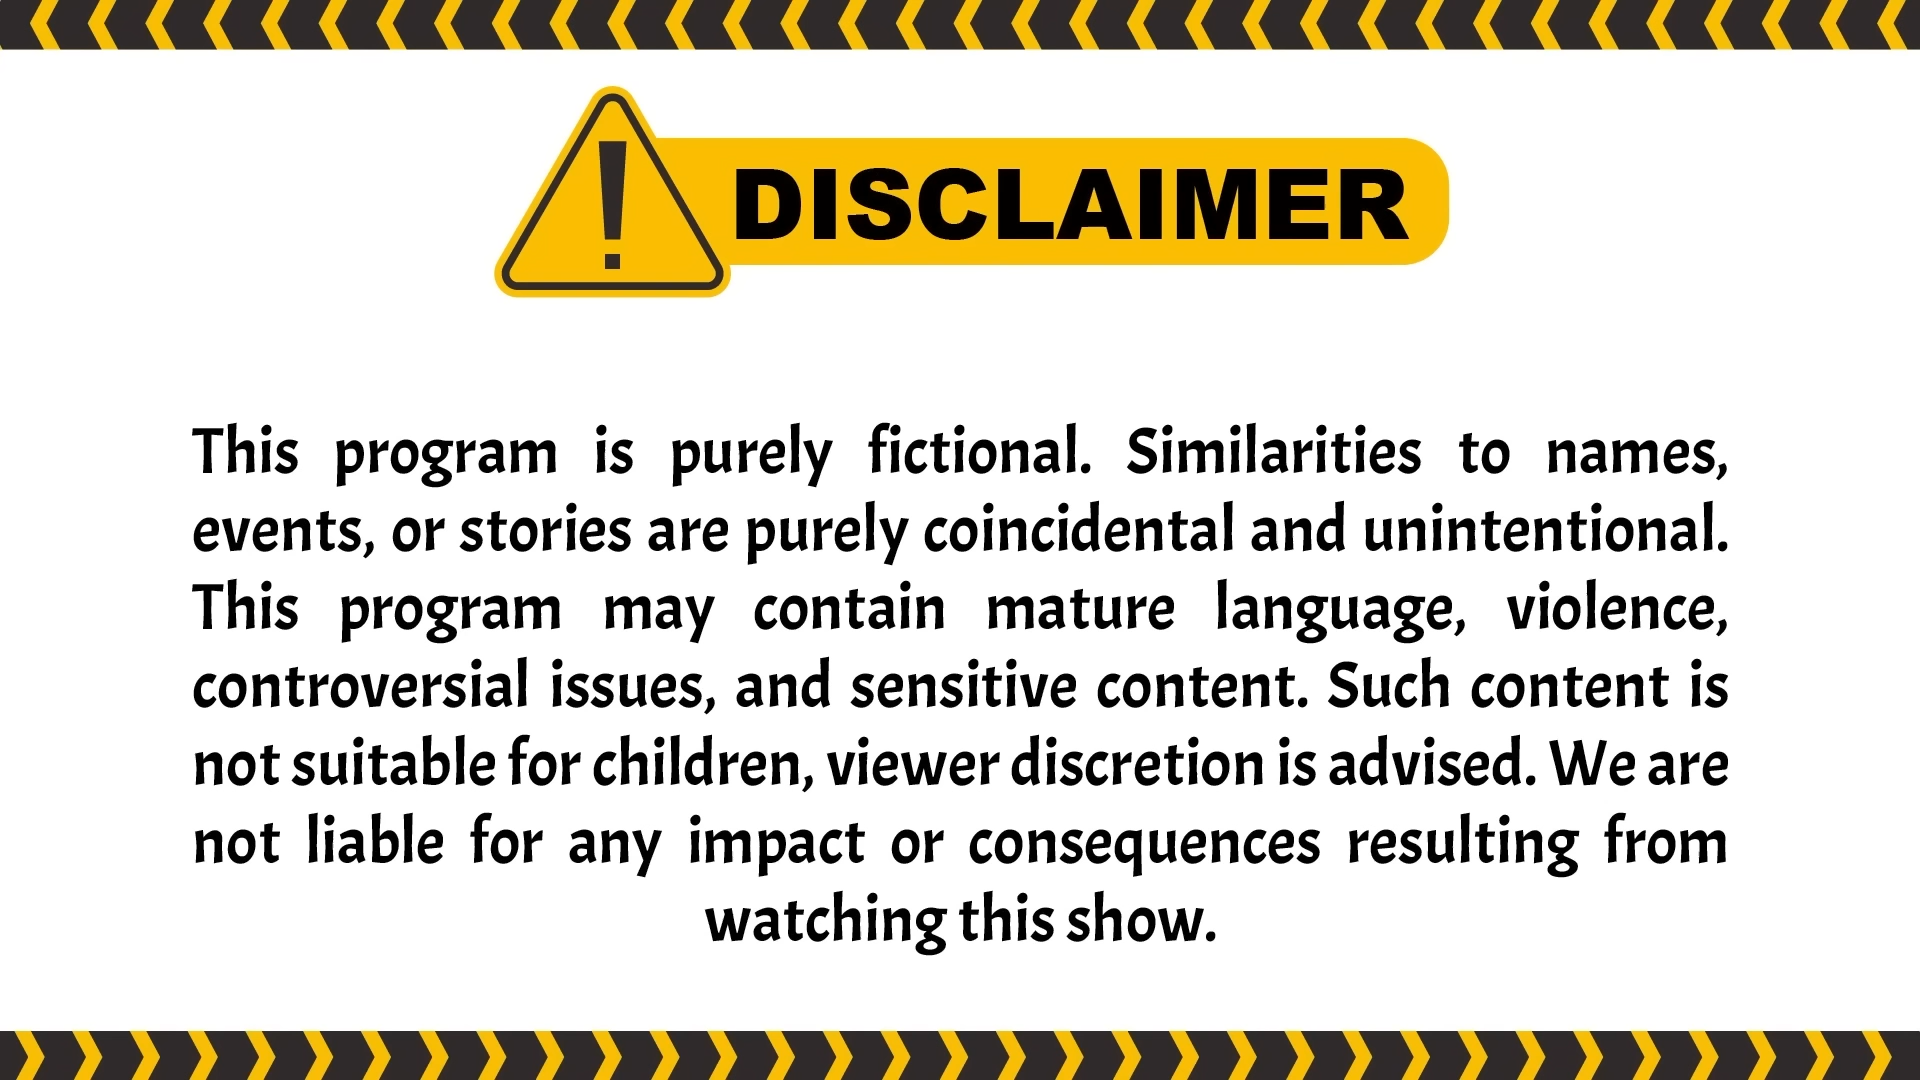 DISCLAIMER
This program is purely fictional. Similarities to names,
events, or stories are purely coincidental and unintentional.
This program may contain mature language, violence,
controversial issues, and sensitive content. Such content is
not suitable for children, viewer discretion is advised. We are
not liable for any impact or consequences resulting from
watching this show.